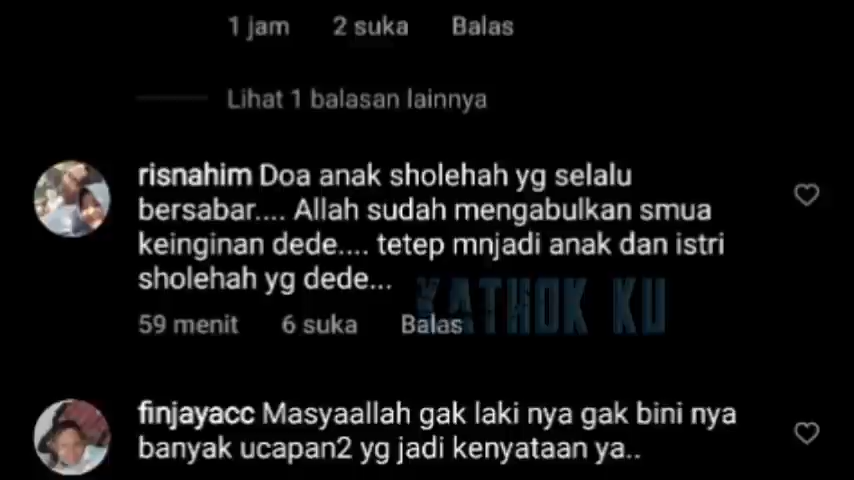 1 jam 2 suka Balas
Lihat 1 balasan lainnya
risnahim Doa anak sholehah yg selalu
bersabar.... Allah sudah mengabulkan smua
keinginan dede.... tetep mnjadi anak dan istri
sholehah yg dede...
KATHOK KU
59 menit 6 suka Balas
finjayacc Masyaallah gak laki nya gak bini nya
banyak ucapan2 yg jadi kenyataan ya..